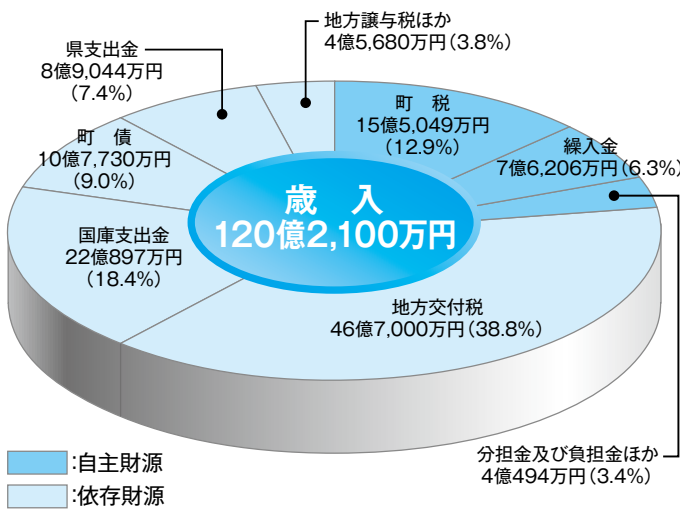 地方譲与税ほか
4億5,680万円(3.8%)
県支出金
8億9,044万円
(7.4%)
町　税
15億5,049万円
(12.9%)
町　債
10億7,730万円
(9.0%)
繰入金
7億6,206万円(6.3%)
歳　入
120億2,100万円
国庫支出金
22億897万円
(18.4%)
地方交付税
46億7,000万円(38.8%)
分担金及び負担金ほか
4億494万円(3.4%)
:自主財源
:依存財源